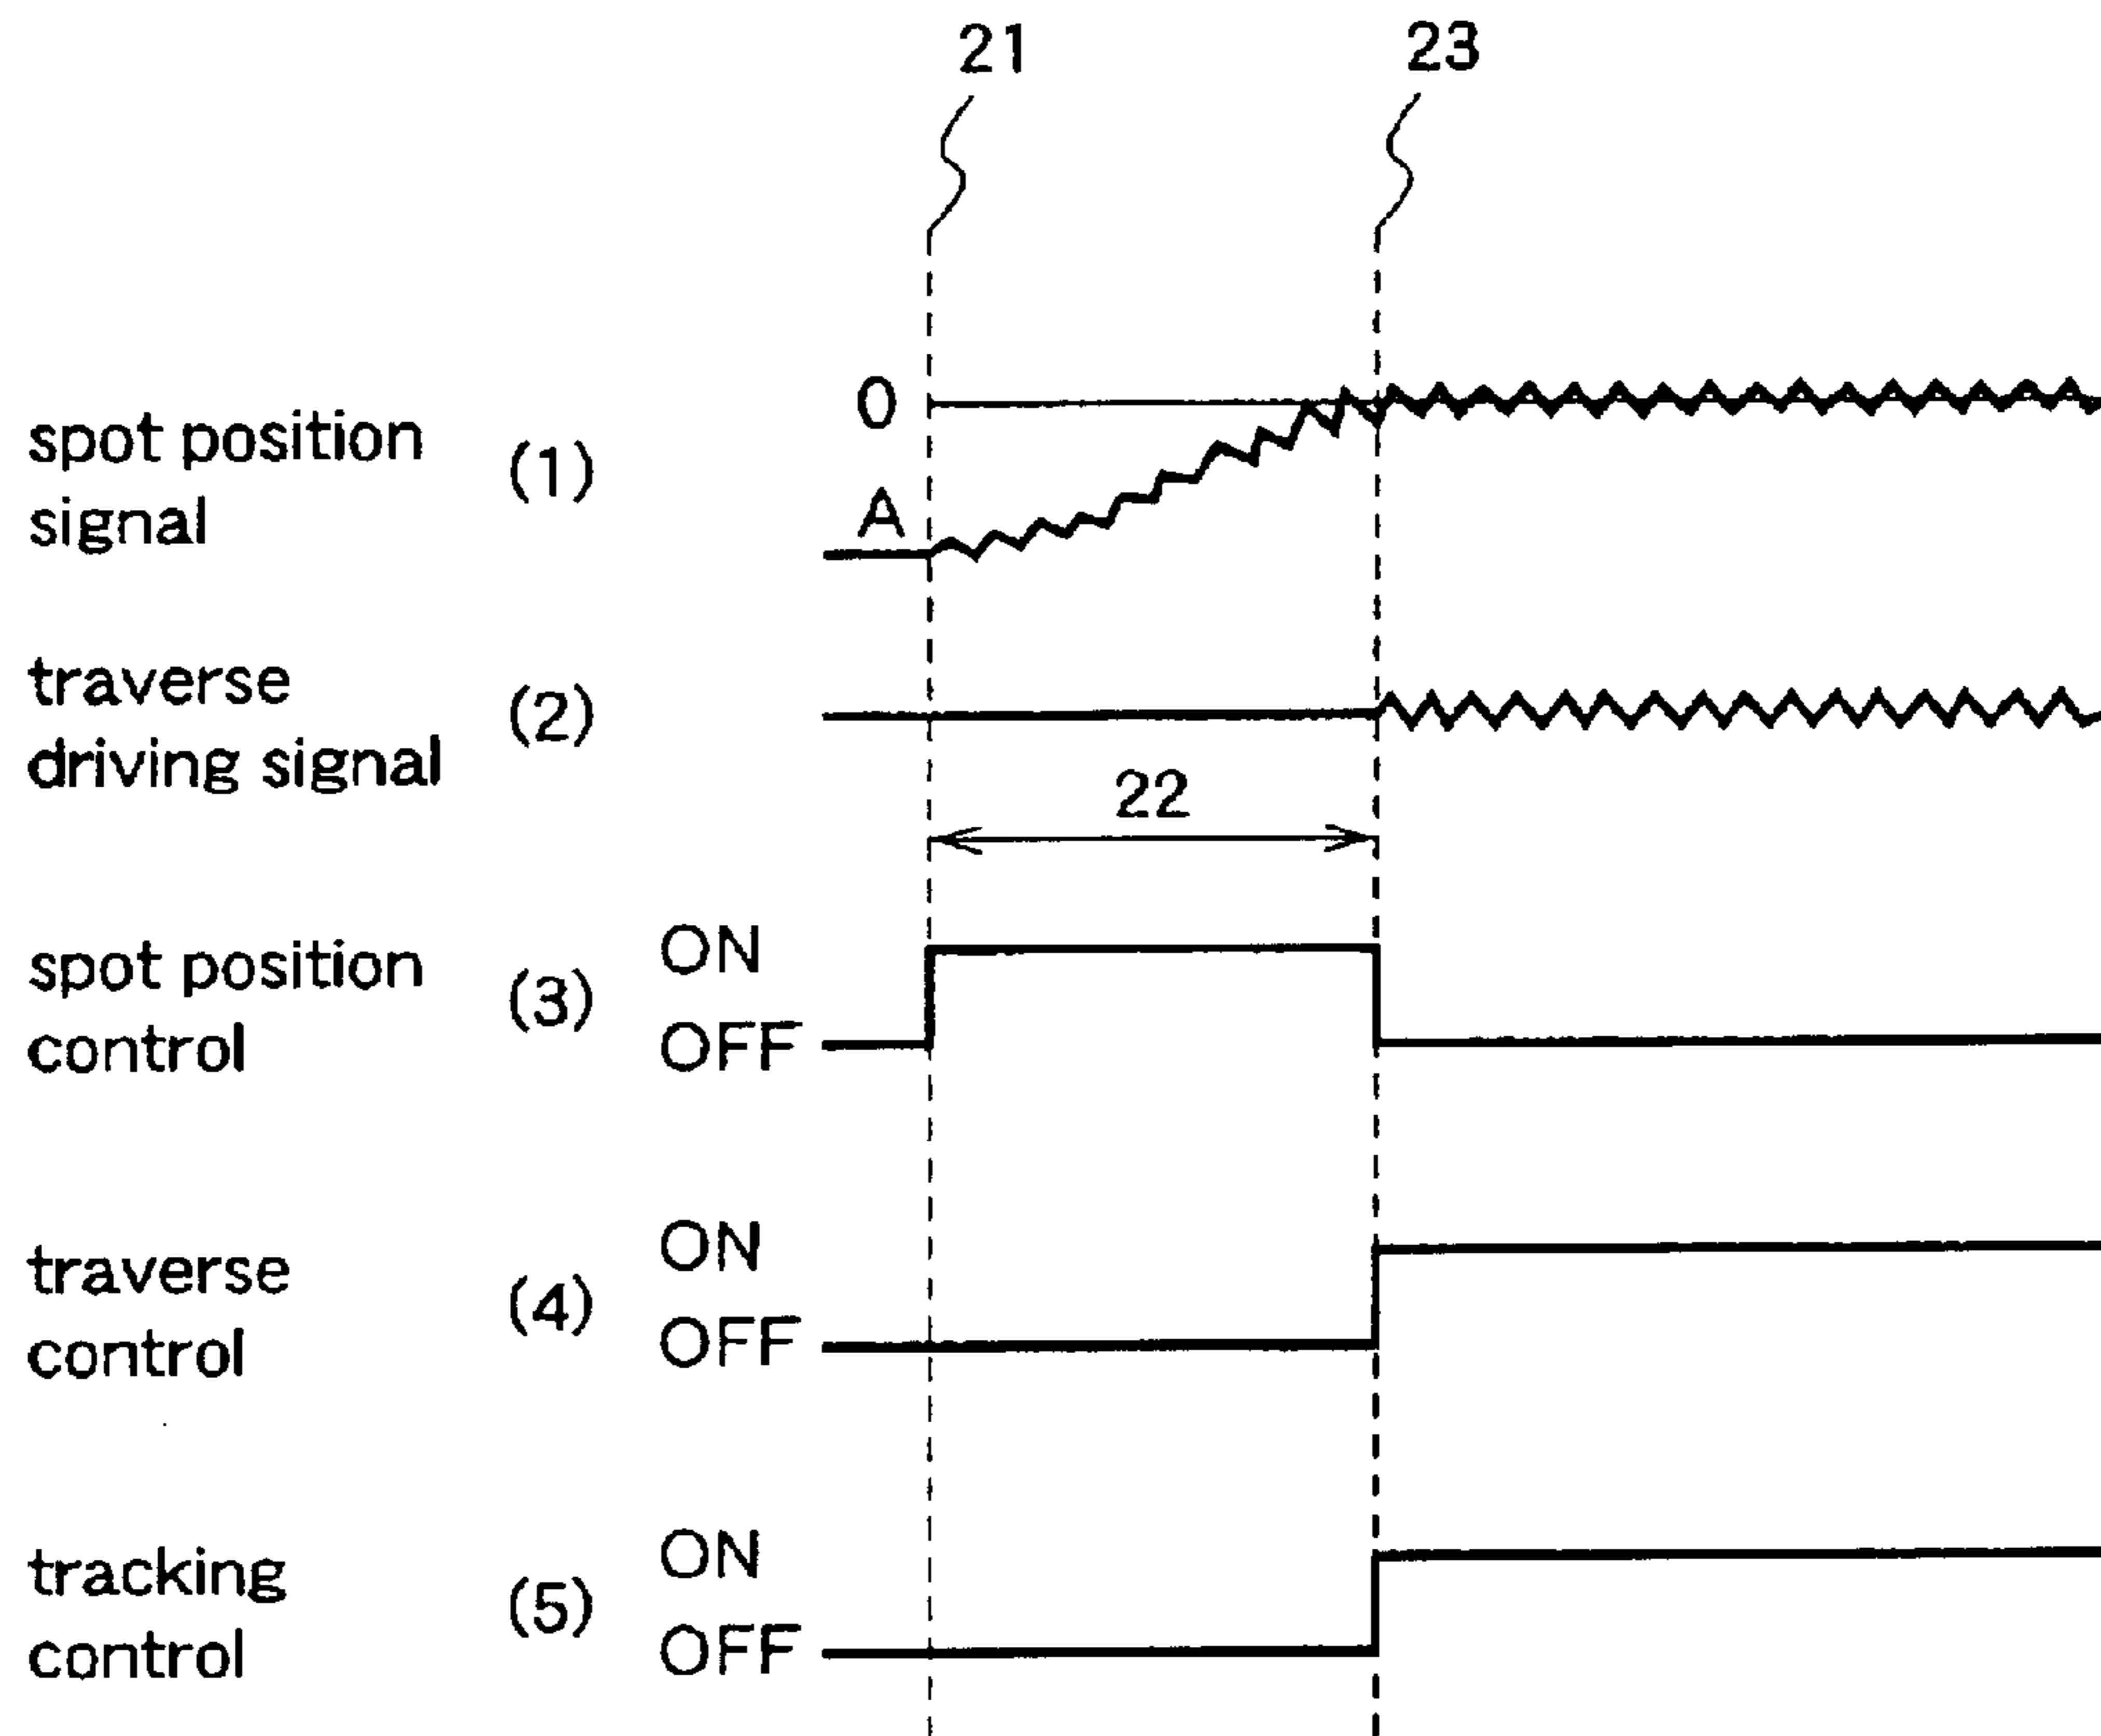 21
23
spot position
signal
(1)
0
A
traverse
driving signal
(2)
22
spot position
control
(3)
ON
OFF
traverse
control
(4)
ON
OFF
tracking
control
(5)
ON
OFF